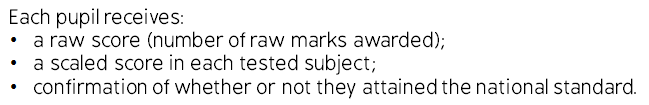 Each pupil receives:
• a raw score (number of raw marks awarded);
• a scaled score in each tested subject;
• confirmation of whether or not they attained the national standard.